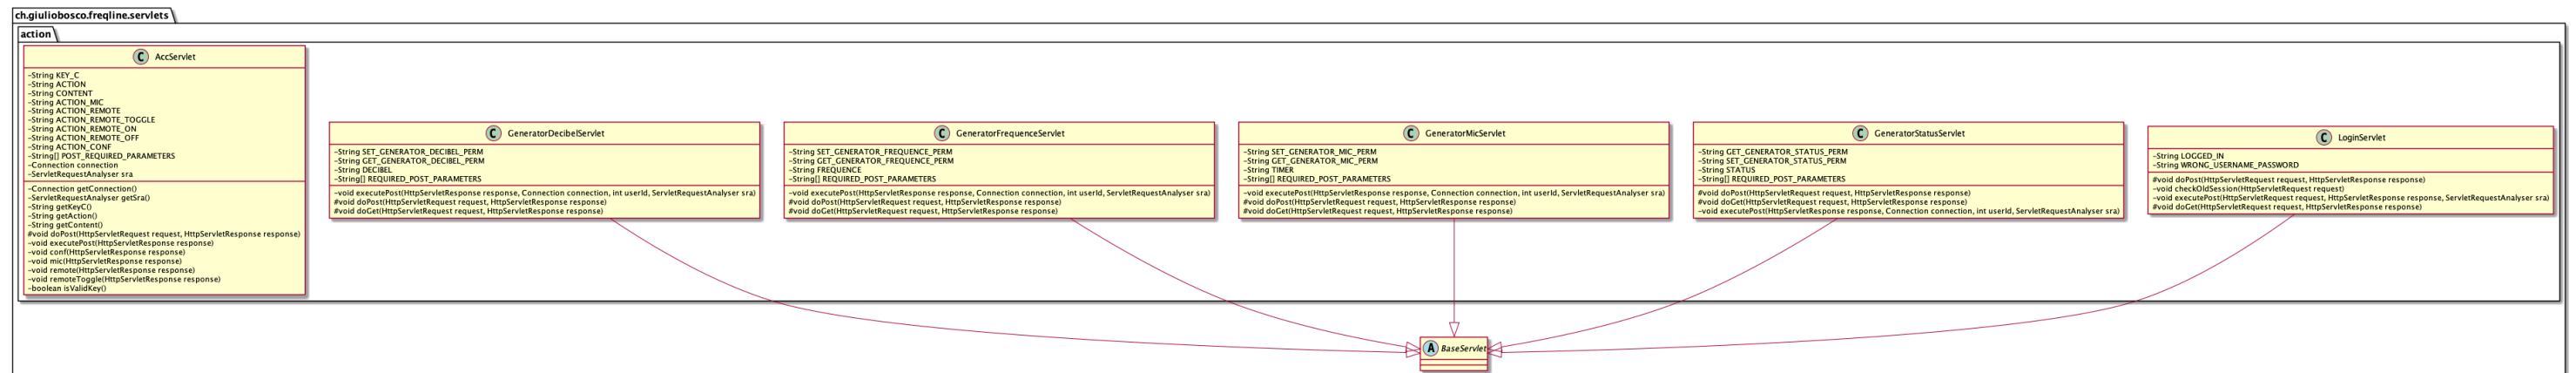 ch.giuliobosco.freqline.servlets
action
C AccServlet
-String KEY_C
-String ACTION
-String CONTENT
-String ACTION_MIC
-String ACTION_REMOTE
-String ACTION_REMOTE_TOGGLE
-String ACTION_REMOTE_ON
-String ACTION_REMOTE_OFF
-String ACTION_CONF
-String[] POST_REQUIRED_PARAMETERS
-Connection connection
-ServletRequestAnalyser sra
-Connection getConnection()
-ServletRequestAnalyser getSra()
-String getKeyC()
-String getAction()
-String getContent()
#void doPost(HttpServletRequest request, HttpServletResponse response)
-void executePost(HttpServletResponse response)
-void conf(HttpServletResponse response)
-void mic(HttpServletResponse response)
-void remote(HttpServletResponse response)
-void remoteToggle(HttpServletResponse response)
-boolean isValidKey()
C GeneratorDecibelServlet
-String SET_GENERATOR_DECIBEL_PERM
-String GET_GENERATOR_DECIBEL_PERM
-String DECIBEL
-String[] REQUIRED_POST_PARAMETERS
-void executePost(HttpServletResponse response, Connection connection, int userId, ServletRequestAnalyser sra)
#void doPost(HttpServletRequest request, HttpServletResponse response)
#void doGet(HttpServletRequest request, HttpServletResponse response)
C GeneratorFrequenceServlet
-String SET_GENERATOR_FREQUENCE_PERM
-String GET_GENERATOR_FREQUENCE_PERM
-String FREQUENCE
-String[] REQUIRED_POST_PARAMETERS
-void executePost(HttpServletResponse response, Connection connection, int userId, ServletRequestAnalyser sra)
#void doPost(HttpServletRequest request, HttpServletResponse response)
#void doGet(HttpServletRequest request, HttpServletResponse response)
C GeneratorMicServlet
-String SET_GENERATOR_MIC_PERM
-String GET_GENERATOR_MIC_PERM
-String TIMER
-String[] REQUIRED_POST_PARAMETERS
-void executePost(HttpServletResponse response, Connection connection, int userId, ServletRequestAnalyser sra)
#void doPost(HttpServletRequest request, HttpServletResponse response)
#void doGet(HttpServletRequest request, HttpServletResponse response)
C GeneratorStatusServlet
-String GET_GENERATOR_STATUS_PERM
-String SET_GENERATOR_STATUS_PERM
-String STATUS
-String[] REQUIRED_POST_PARAMETERS
#void doPost(HttpServletRequest request, HttpServletResponse response)
#void doGet(HttpServletRequest request, HttpServletResponse response)
-void executePost(HttpServletResponse response, Connection connection, int userId, ServletRequestAnalyser sra)
C LoginServlet
-String LOGGED_IN
-String WRONG_USERNAME_PASSWORD
#void doPost(HttpServletRequest request, HttpServletResponse response)
-void checkOldSession(HttpServletRequest request)
-void executePost(HttpServletRequest request, HttpServletResponse response, ServletRequestAnalyser sra)
#void doGet(HttpServletRequest request, HttpServletResponse response)
A BaseServlet